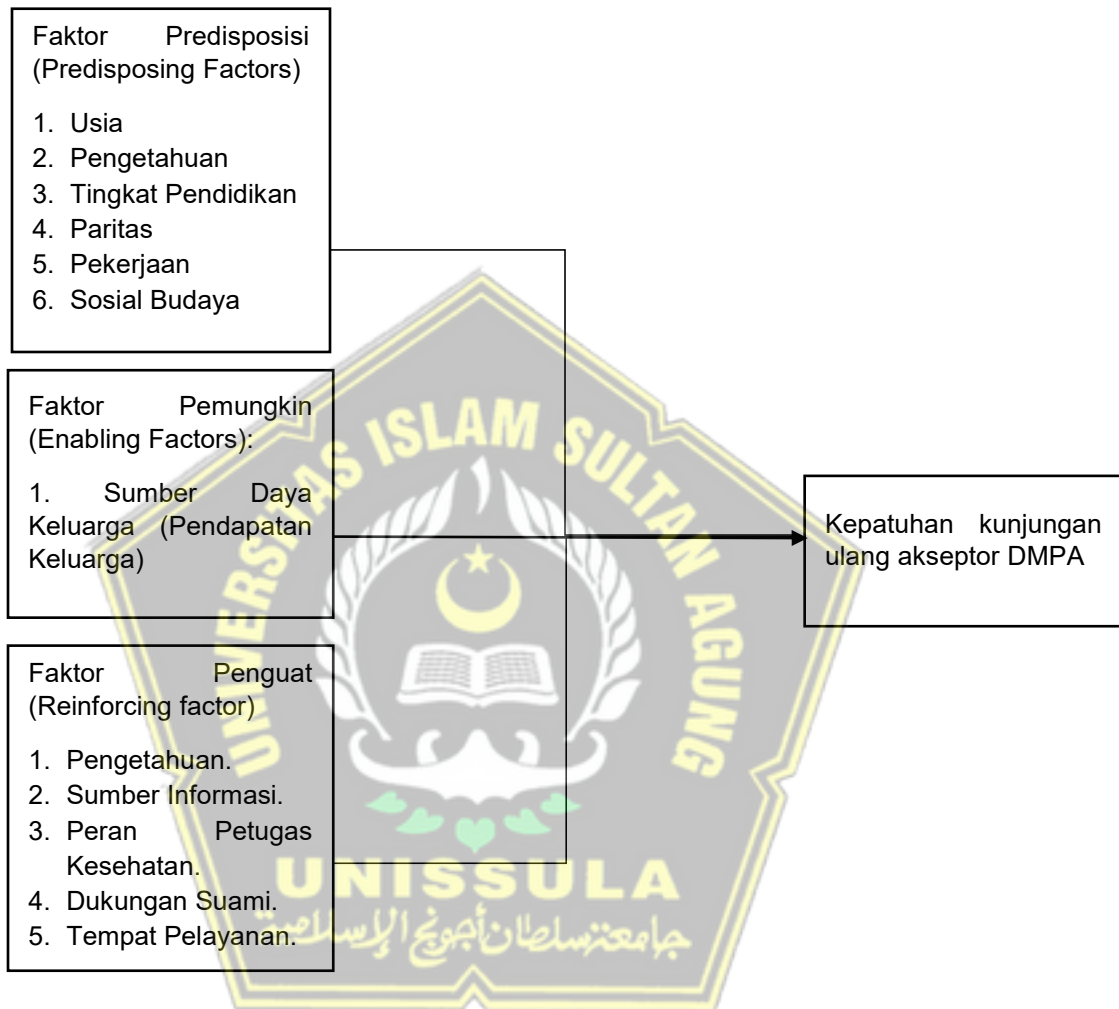 Faktor Predisposisi
(Predisposing Factors)
1. Usia
2. Pengetahuan
3. Tingkat Pendidikan
4. Paritas
5. Pekerjaan
6. Sosial Budaya
Faktor Pemungkin
(Enabling Factors):
1. Sumber Daya
Keluarga (Pendapatan
Keluarga)
Faktor Penguat
(Reinforcing factor)
1. Pengetahuan.
2. Sumber Informasi.
3. Peran Petugas
Kesehatan.
4. Dukungan Suami.
5. Tempat Pelayanan.
Kepatuhan kunjungan
ulang akseptor DMPA
UNIVERSITAS ISLAM SULTAN AGUNG
UNISSULA
جامعة سلطان أجونج الإسلامية